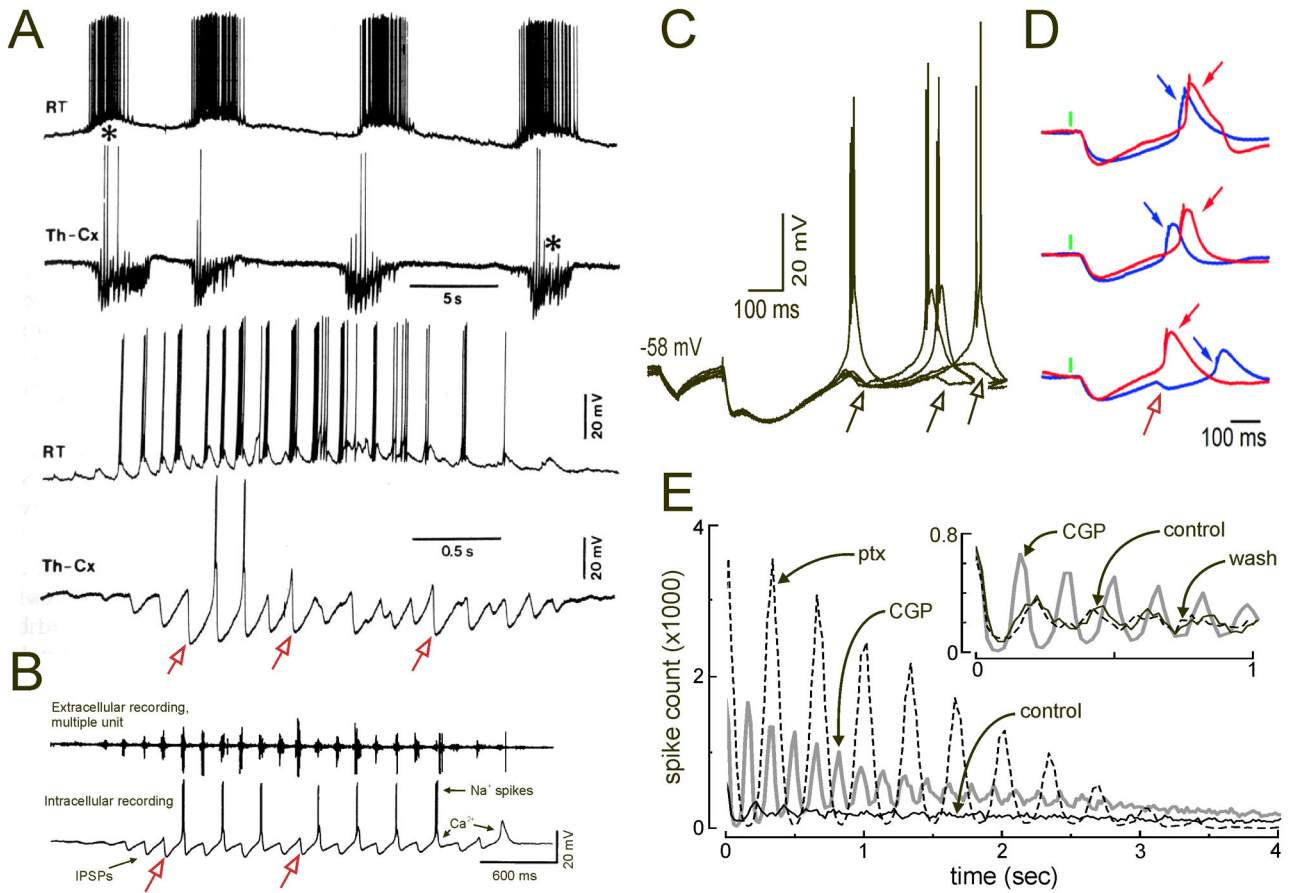 A
RT
*
Th-Cx
*
5 s
RT
20 mV
Th-Cx
0.5 s
20 mV
B
Extracellular recording,
multiple unit
Intracellular recording
Na⁺ spikes
Ca²⁺
IPSPs
600 ms
20 mV
C
20 mV
100 ms
-58 mV
D
100 ms
E
spike count (x1000)
4
2
0
ptx
CGP
control
0 1 2 3 4
time (sec)
0.8
0
CGP
control
wash
0 1